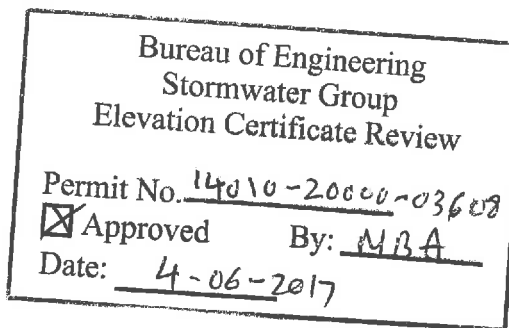 Bureau of Engineering
Stormwater Group
Elevation Certificate Review
Permit No. 14010-20000-03608
☒ Approved By: MBA
Date: 4-06-2017